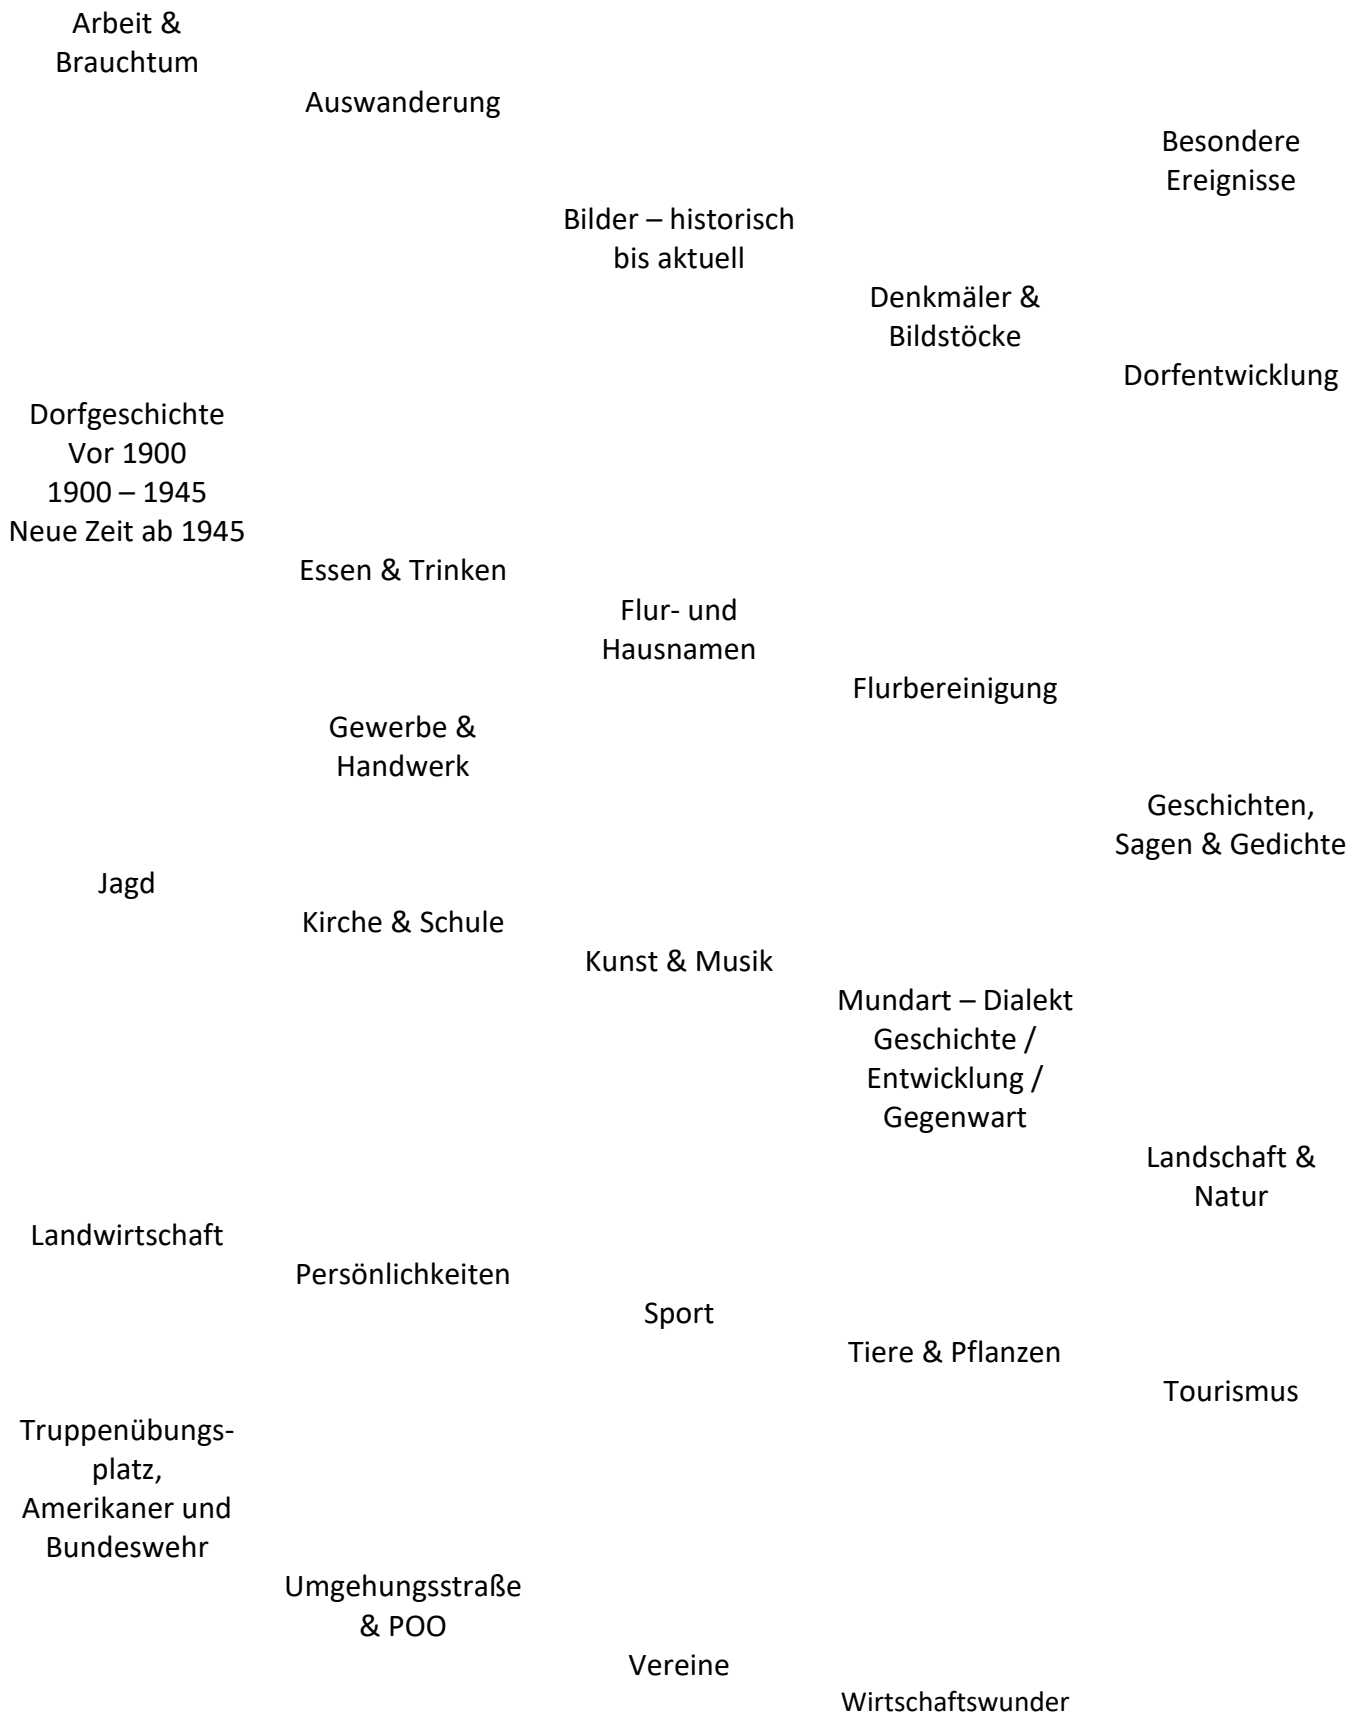 Arbeit &
Brauchtum
Auswanderung
Besondere
Ereignisse
Bilder – historisch
bis aktuell
Denkmäler &
Bildstöcke
Dorfentwicklung
Dorfgeschichte
Vor 1900
1900 – 1945
Neue Zeit ab 1945
Essen & Trinken
Flur- und
Hausnamen
Flurbereinigung
Gewerbe &
Handwerk
Geschichten,
Sagen & Gedichte
Jagd
Kirche & Schule
Kunst & Musik
Mundart – Dialekt
Geschichte /
Entwicklung /
Gegenwart
Landschaft &
Natur
Landwirtschaft
Persönlichkeiten
Sport
Tiere & Pflanzen
Tourismus
Truppenübungs-
platz,
Amerikaner und
Bundeswehr
Umgehungsstraße
& POO
Vereine
Wirtschaftswunder